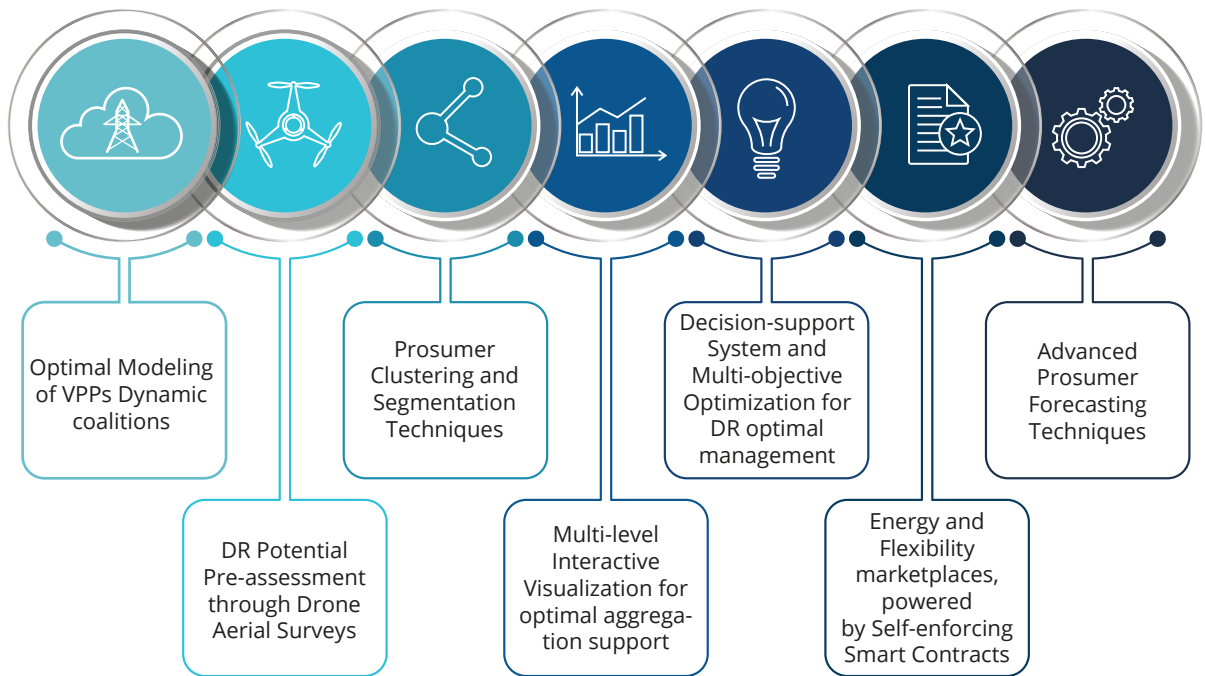 Optimal Modeling
of VPPs Dynamic
coalitions
DR Potential
Pre-assessment
through Drone
Aerial Surveys
Prosumer
Clustering and
Segmentation
Techniques
Multi-level
Interactive
Visualization for
optimal aggrega-
tion support
Decision-support
System and
Multi-objective
Optimization for
DR optimal
management
Energy and
Flexibility
marketplaces,
powered
by Self-enforcing
Smart Contracts
Advanced
Prosumer
Forecasting
Techniques